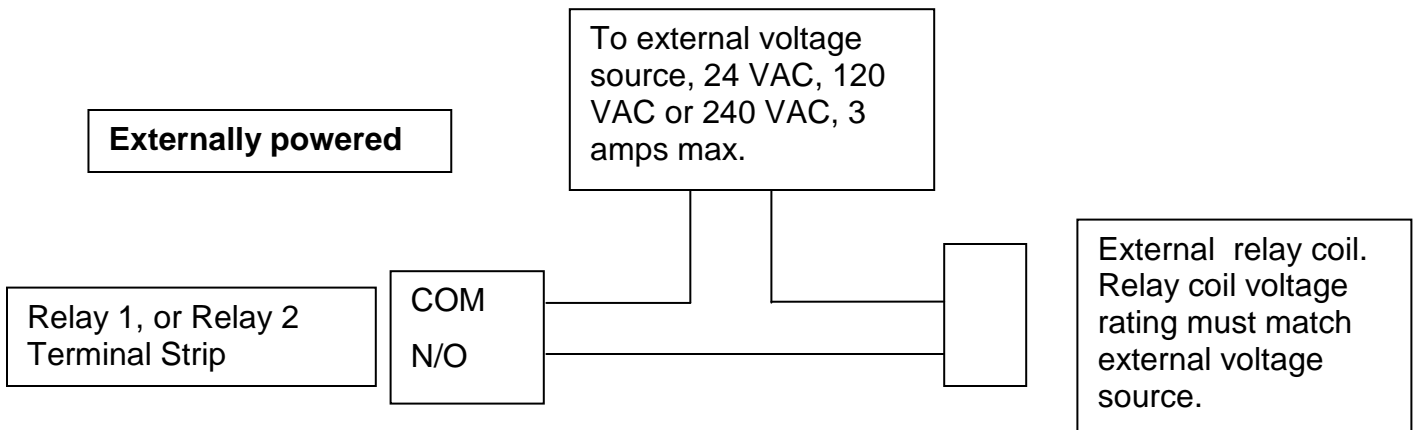 To external voltage
source, 24 VAC, 120
VAC or 240 VAC, 3
amps max.
Externally powered
Relay 1, or Relay 2
Terminal Strip
COM
N/O
External relay coil.
Relay coil voltage
rating must match
external voltage
source.